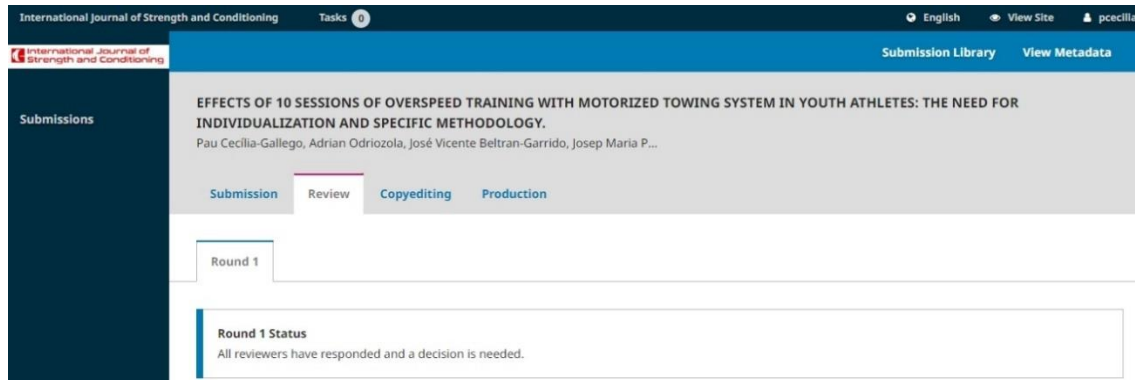 International Journal of Strength and Conditioning Tasks 0 English View Site pcecilla
International Journal of
Strength and Conditioning
Submission Library View Metadata
Submissions
EFFECTS OF 10 SESSIONS OF OVERSPEED TRAINING WITH MOTORIZED TOWING SYSTEM IN YOUTH ATHLETES: THE NEED FOR
INDIVIDUALIZATION AND SPECIFIC METHODOLOGY.
Pau Cecília-Gallego, Adrian Odriozola, José Vicente Beltran-Garrido, Josep Maria P...
Submission Review Copyediting Production
Round 1
Round 1 Status
All reviewers have responded and a decision is needed.